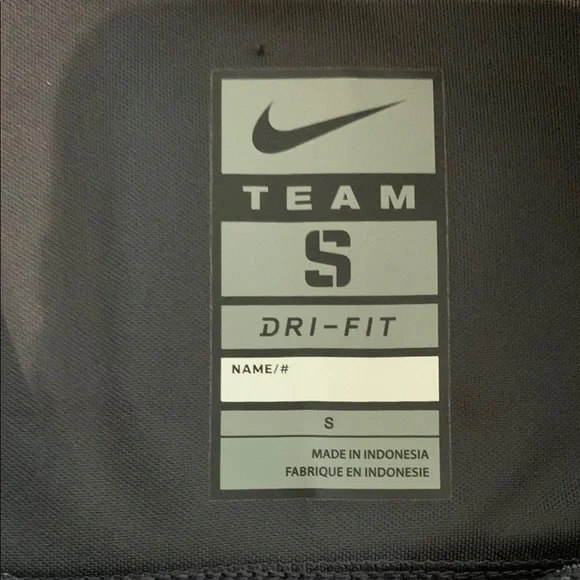 TEAM
S
DRI-FIT
NAME/#
S
MADE IN INDONESIA
FABRIQUE EN INDONESIE